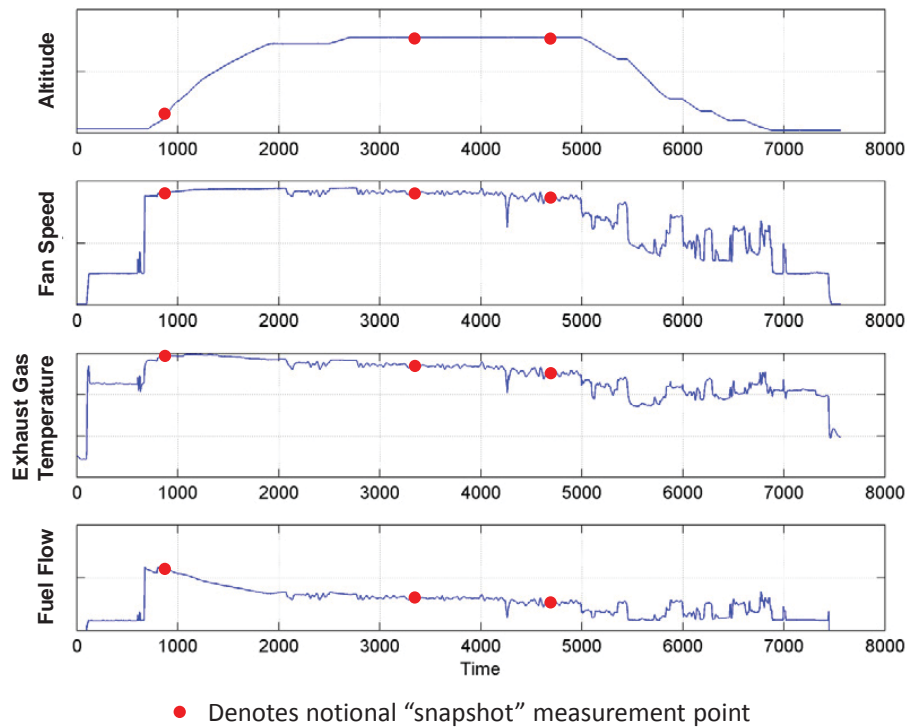 Altitude
0 1000 2000 3000 4000 5000 6000 7000 8000
Fan Speed
0 1000 2000 3000 4000 5000 6000 7000 8000
Exhaust Gas
Temperature
0 1000 2000 3000 4000 5000 6000 7000 8000
Fuel Flow
0 1000 2000 3000 4000 5000 6000 7000 8000
Time
Denotes notional “snapshot” measurement point